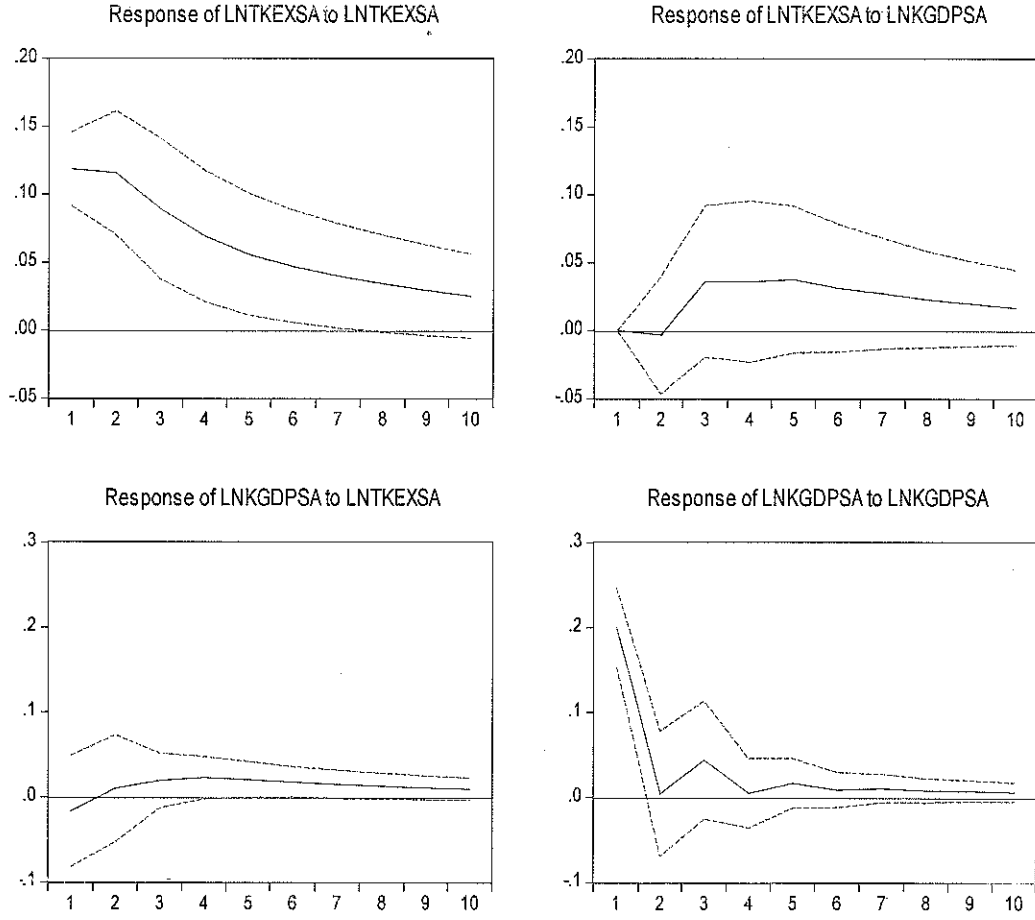 Response of LNTKEXSA to LNTKEXSA
.20
.15
.10
.05
.00
-.05
1 2 3 4 5 6 7 8 9 10
Response of LNTKEXSA to LNKGDPSA
.20
.15
.10
.05
.00
-.05
1 2 3 4 5 6 7 8 9 10
Response of LNKGDPSA to LNTKEXSA
.3
.2
.1
.0
-.1
1 2 3 4 5 6 7 8 9 10
Response of LNKGDPSA to LNKGDPSA
.3
.2
.1
.0
-.1
1 2 3 4 5 6 7 8 9 10